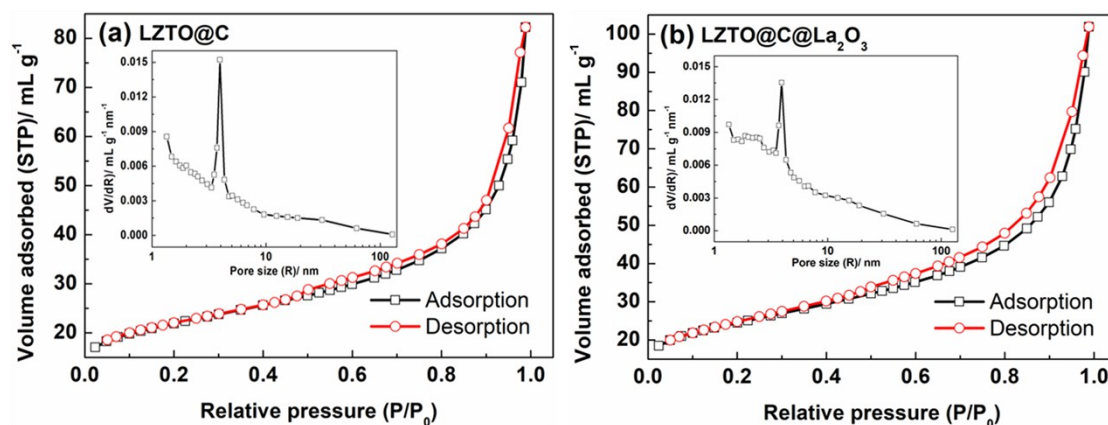 (a) LZTO@C
Volume adsorbed (STP)/ mL g⁻¹
80
70
60
50
40
30
20
0.0 0.2 0.4 0.6 0.8 1.0
Relative pressure (P/P₀)
Adsorption
Desorption
dV/dR)/ mL g⁻¹ nm⁻¹
0.015
0.012
0.009
0.006
0.003
0.000
1 10 100
Pore size (R)/ nm
(b) LZTO@C@La₂O₃
Volume adsorbed (STP)/ mL g⁻¹
100
90
80
70
60
50
40
30
20
0.0 0.2 0.4 0.6 0.8 1.0
Relative pressure (P/P₀)
Adsorption
Desorption
dV/dR)/ mL g⁻¹ nm⁻¹
0.015
0.012
0.009
0.006
0.003
0.000
1 10 100
Pore size (R)/ nm